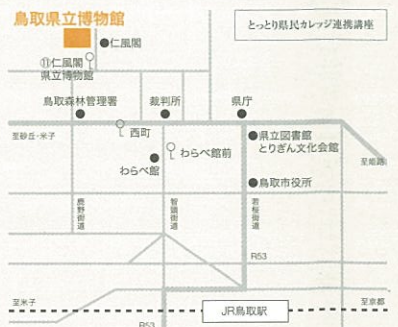 鳥取県立博物館
とっとり県民カレッジ連携講座
仁風閣
⑪仁風閣
県立博物館
鳥取森林管理署
裁判所
県庁
至砂丘・米子
西町
県立図書館
とりぎん文化会館
わらべ館前
わらべ館
至姫路
鳥取市役所
鹿野街道
智頭街道
若桜街道
R53
至米子
至京都
JR鳥取駅
R53